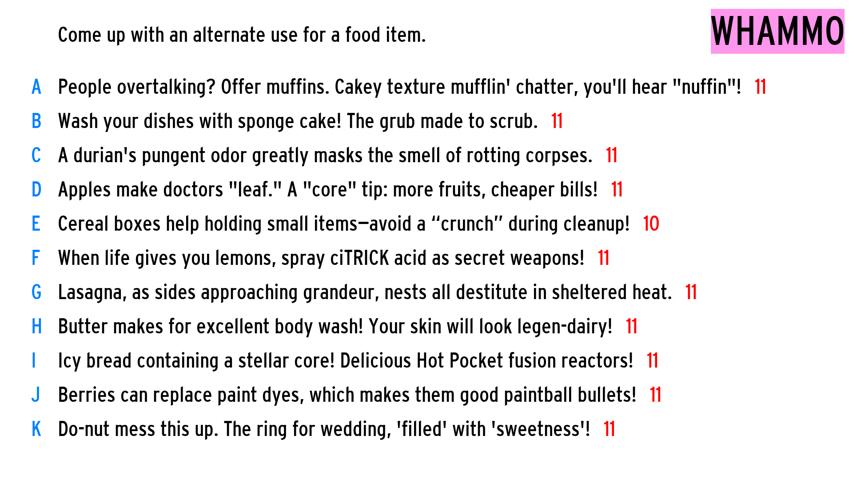 Come up with an alternate use for a food item.
WHAMMO
A People overtalking? Offer muffins. Cakey texture mufflin' chatter, you'll hear "nuffin"! 11
B Wash your dishes with sponge cake! The grub made to scrub. 11
C A durian's pungent odor greatly masks the smell of rotting corpses. 11
D Apples make doctors "leaf." A "core" tip: more fruits, cheaper bills! 11
E Cereal boxes help holding small items—avoid a “crunch” during cleanup! 10
F When life gives you lemons, spray ciTRICK acid as secret weapons! 11
G Lasagna, as sides approaching grandeur, nests all destitute in sheltered heat. 11
H Butter makes for excellent body wash! Your skin will look legen-dairy! 11
I Icy bread containing a stellar core! Delicious Hot Pocket fusion reactors! 11
J Berries can replace paint dyes, which makes them good paintball bullets! 11
K Do-nut mess this up. The ring for wedding, 'filled' with 'sweetness'! 11